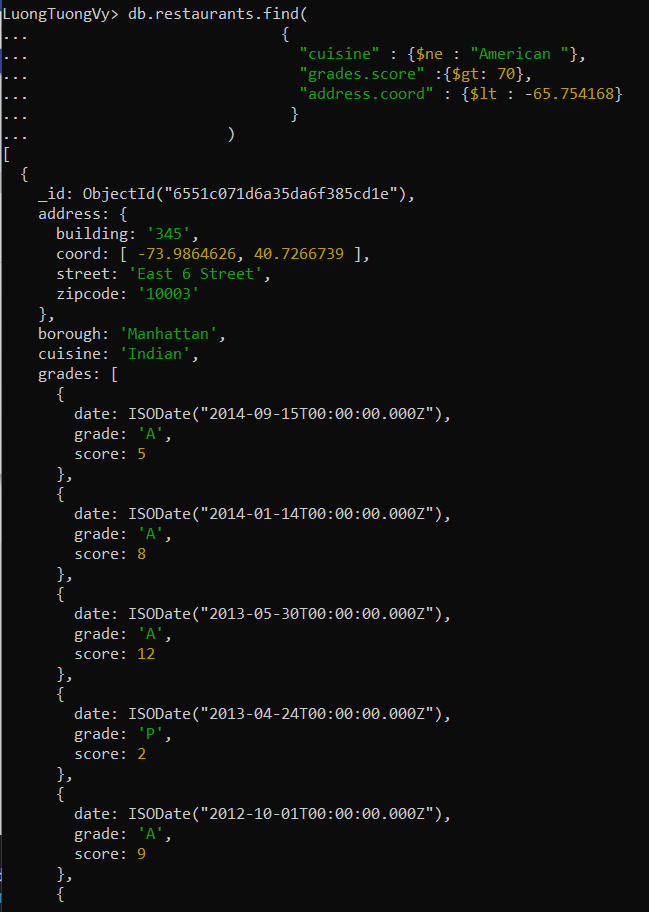 LuongTuongVy> db.restaurants.find(
... {
... "cuisine" : {$ne : "American "},
... "grades.score" :{$gt: 70},
... "address.coord" : {$lt : -65.754168}
... }
... )
[
{
_id: ObjectId("6551c071d6a35da6f385cd1e"),
address: {
building: '345',
coord: [ -73.9864626, 40.7266739 ],
street: 'East 6 Street',
zipcode: '10003'
},
borough: 'Manhattan',
cuisine: 'Indian',
grades: [
{
date: ISODate("2014-09-15T00:00:00.000Z"),
grade: 'A',
score: 5
},
{
date: ISODate("2014-01-14T00:00:00.000Z"),
grade: 'A',
score: 8
},
{
date: ISODate("2013-05-30T00:00:00.000Z"),
grade: 'A',
score: 12
},
{
date: ISODate("2013-04-24T00:00:00.000Z"),
grade: 'P',
score: 2
},
{
date: ISODate("2012-10-01T00:00:00.000Z"),
grade: 'A',
score: 9
},
{